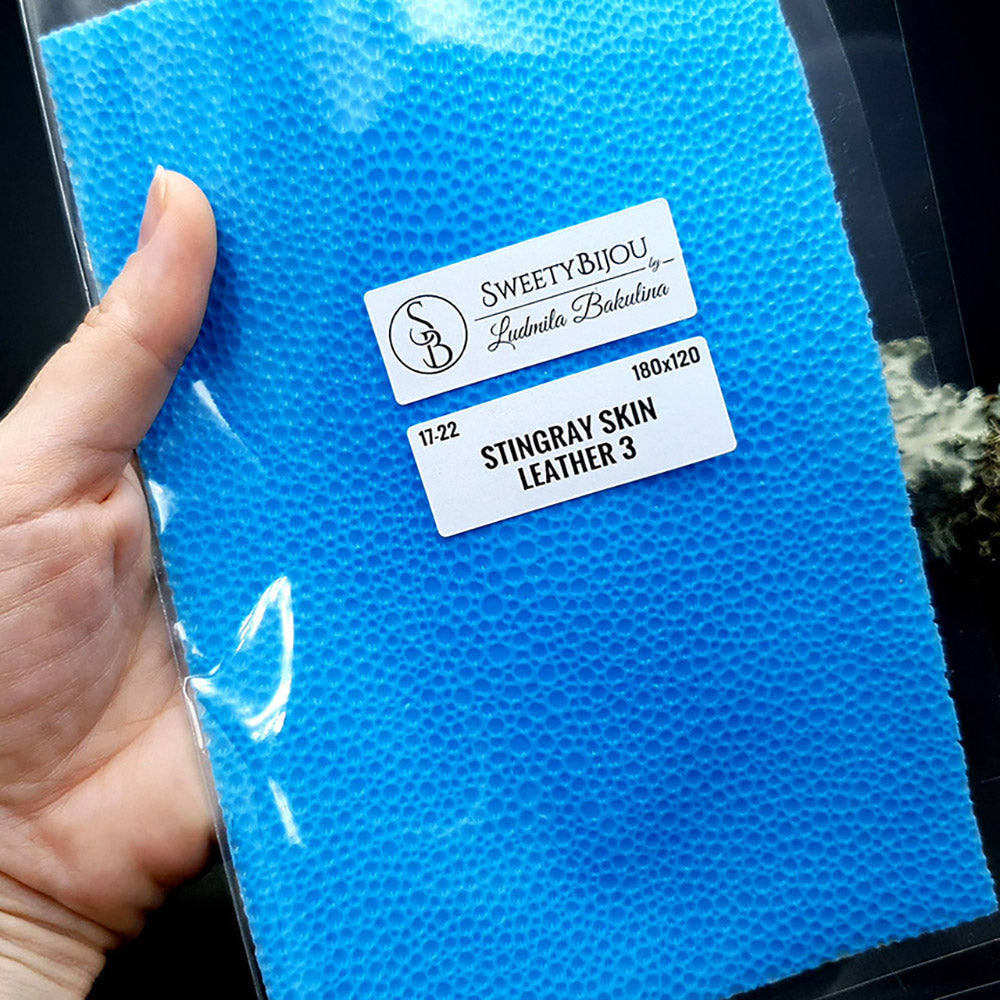 SB
SWEETYBIJOU
by
Ludmila Bakulina
180x120
17-22
STINGRAY SKIN
LEATHER 3